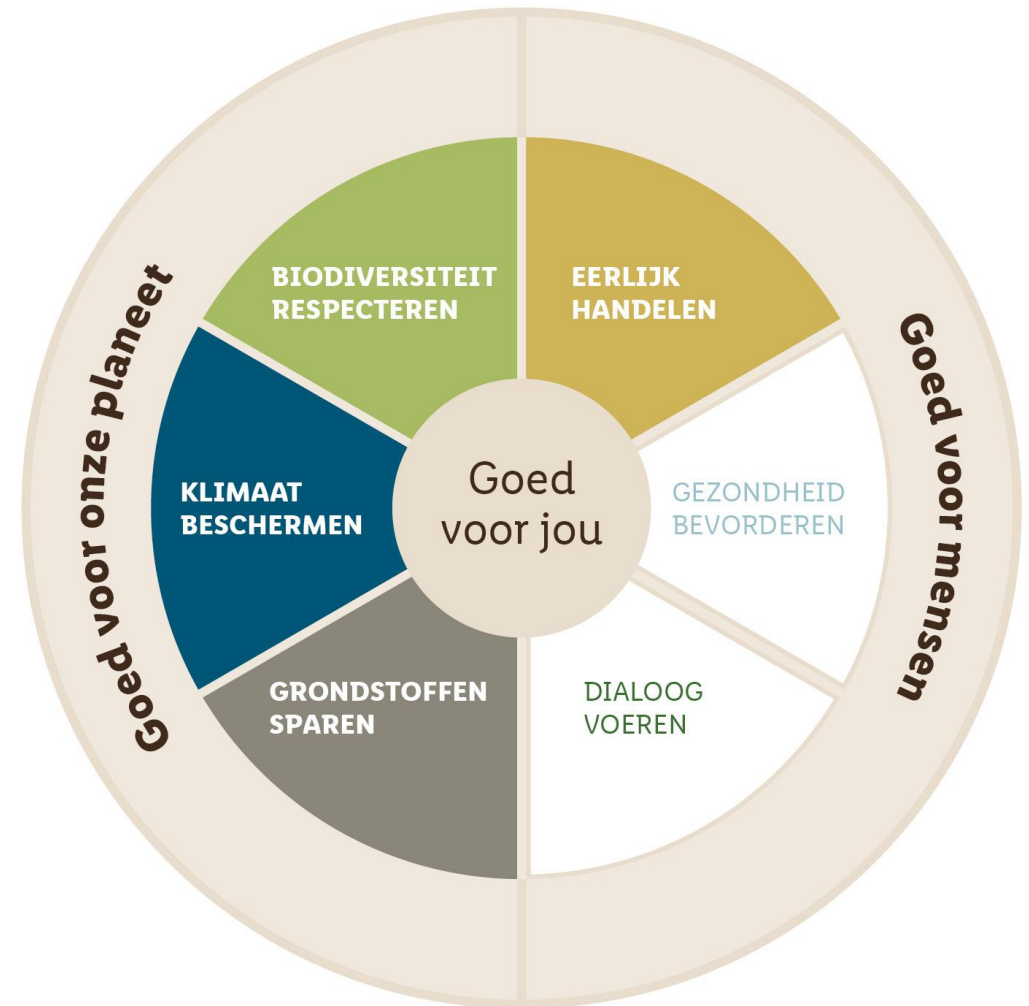 BIODIVERSITEIT
RESPECTEREN
EERLIJK
HANDELEN
Goed voor onze planeet
KLIMAAT
BESCHERMEN
Goed
voor jou
GEZONDHEID
BEVORDEREN
Goed voor mensen
GRONDSTOFFEN
SPAREN
DIALOOG
VOEREN